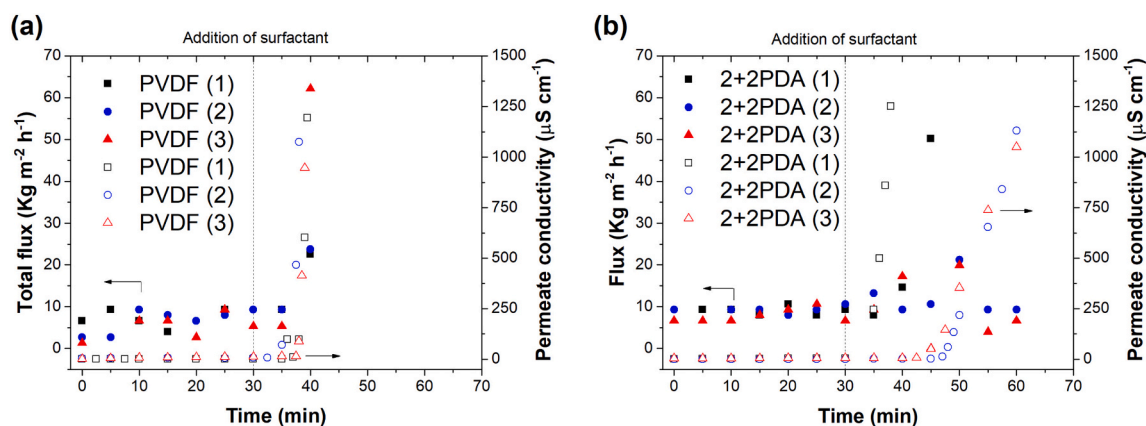 (a)
Addition of surfactant
70
60
50
40
30
20
10
0
Total flux (Kg m-2 h-1)
PVDF (1)
PVDF (2)
PVDF (3)
PVDF (1)
PVDF (2)
PVDF (3)
1500
1250
1000
750
500
250
0
Permeate conductivity (μS cm-1)
0 10 20 30 40 50 60 70
Time (min)
(b)
Addition of surfactant
70
60
50
40
30
20
10
0
Flux (Kg m-2 h-1)
2+2PDA (1)
2+2PDA (2)
2+2PDA (3)
2+2PDA (1)
2+2PDA (2)
2+2PDA (3)
1500
1250
1000
750
500
250
0
Permeate conductivity (μS cm-1)
0 10 20 30 40 50 60 70
Time (min)